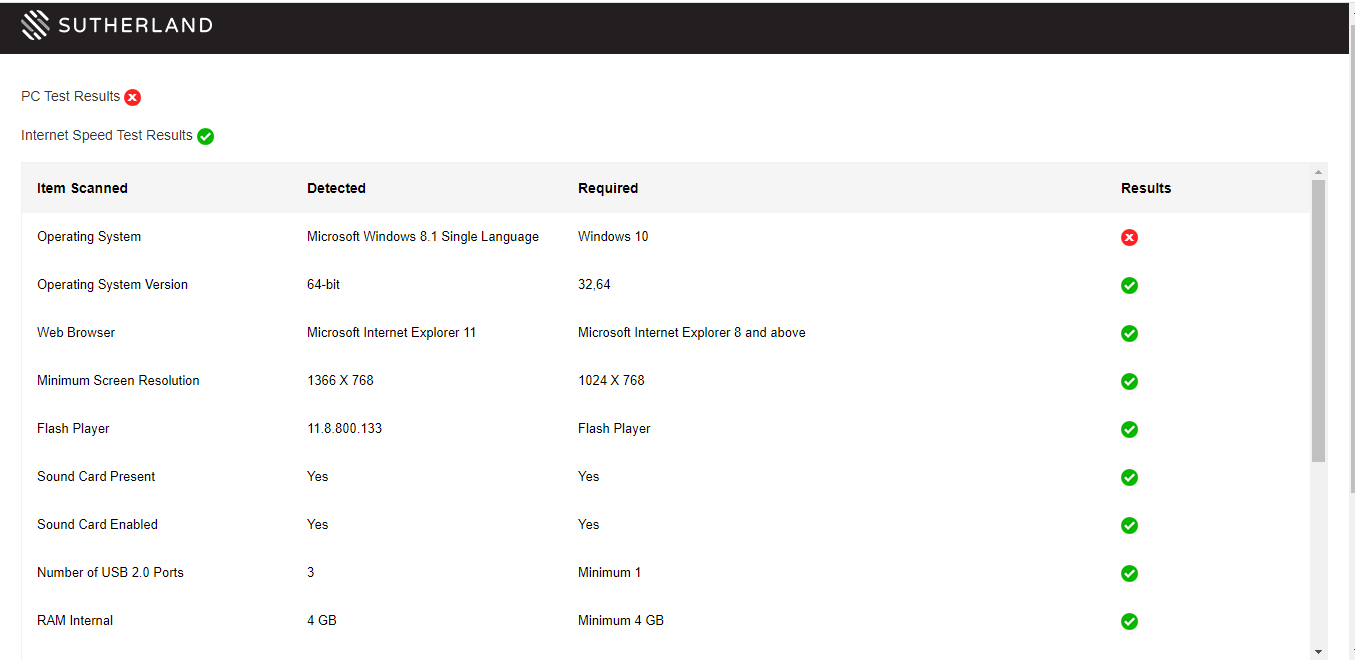 SUTHERLAND
PC Test Results
Internet Speed Test Results
Item Scanned Detected Required Results
Operating System Microsoft Windows 8.1 Single Language Windows 10
Operating System Version 64-bit 32,64
Web Browser Microsoft Internet Explorer 11 Microsoft Internet Explorer 8 and above
Minimum Screen Resolution 1366 X 768 1024 X 768
Flash Player 11.8.800.133 Flash Player
Sound Card Present Yes Yes
Sound Card Enabled Yes Yes
Number of USB 2.0 Ports 3 Minimum 1
RAM Internal 4 GB Minimum 4 GB